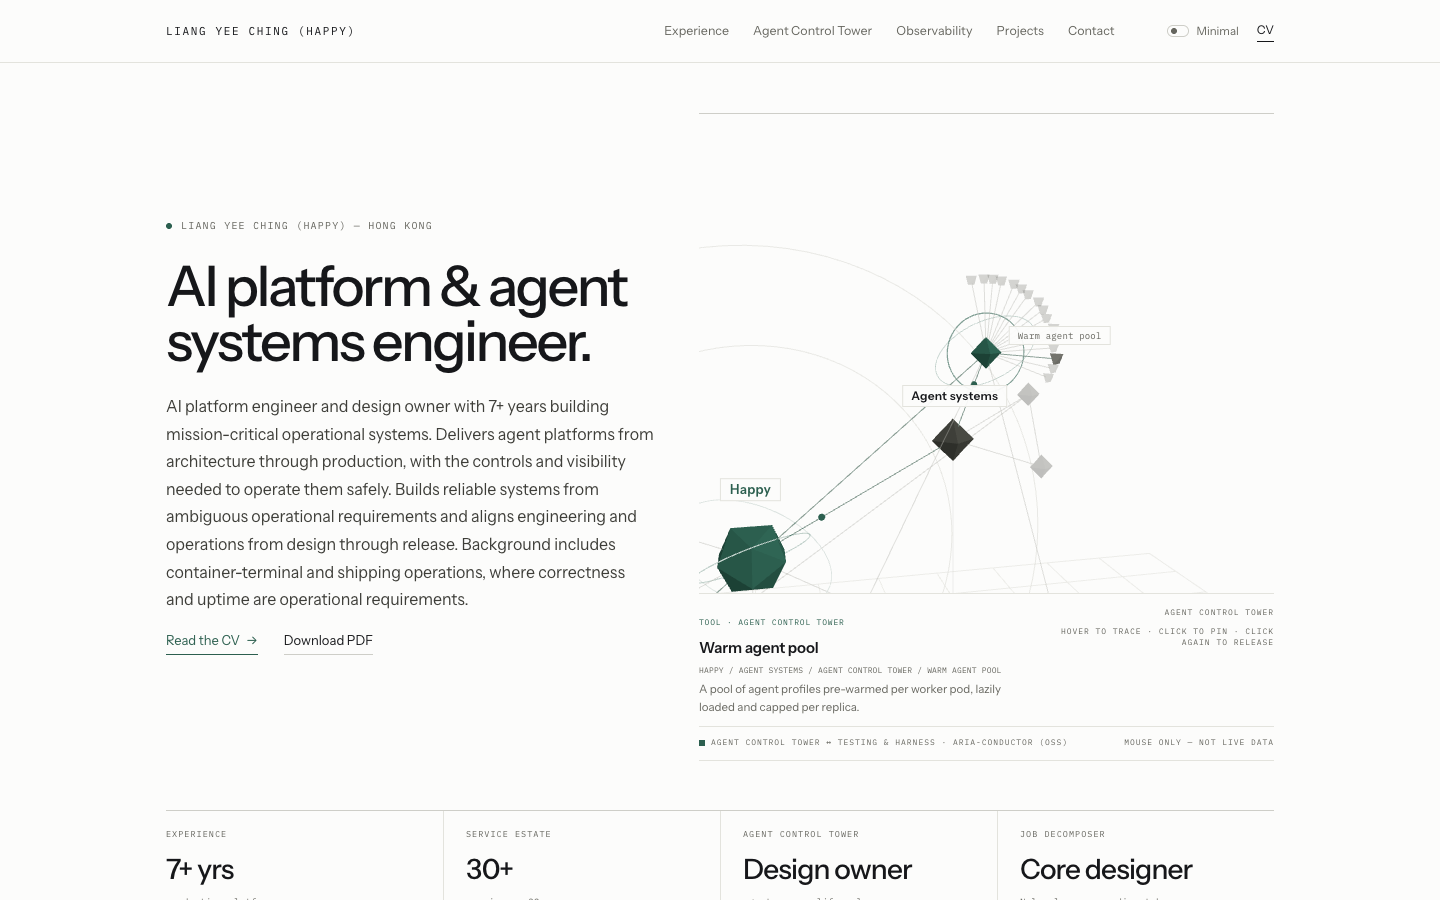 LIANG YEE CHING (HAPPY)
Experience
Agent Control Tower
Observability
Projects
Contact
Minimal
CV
LIANG YEE CHING (HAPPY) — HONG KONG
AI platform & agent
systems engineer.
AI platform engineer and design owner with 7+ years building
mission-critical operational systems. Delivers agent platforms from
architecture through production, with the controls and visibility
needed to operate them safely. Builds reliable systems from
ambiguous operational requirements and aligns engineering and
operations from design through release. Background includes
container-terminal and shipping operations, where correctness
and uptime are operational requirements.
Read the CV →
Download PDF
Warm agent pool
Agent systems
Happy
TOOL · AGENT CONTROL TOWER
Warm agent pool
HAPPY / AGENT SYSTEMS / AGENT CONTROL TOWER / WARM AGENT POOL
A pool of agent profiles pre-warmed per worker pod, lazily
loaded and capped per replica.
AGENT CONTROL TOWER
HOVER TO TRACE · CLICK TO PIN · CLICK
AGAIN TO RELEASE
AGENT CONTROL TOWER ↔ TESTING & HARNESS · ARIA-CONDUCTOR (OSS)
MOUSE ONLY — NOT LIVE DATA
EXPERIENCE
7+ yrs
SERVICE ESTATE
30+
AGENT CONTROL TOWER
Design owner
JOB DECOMPOSER
Core designer